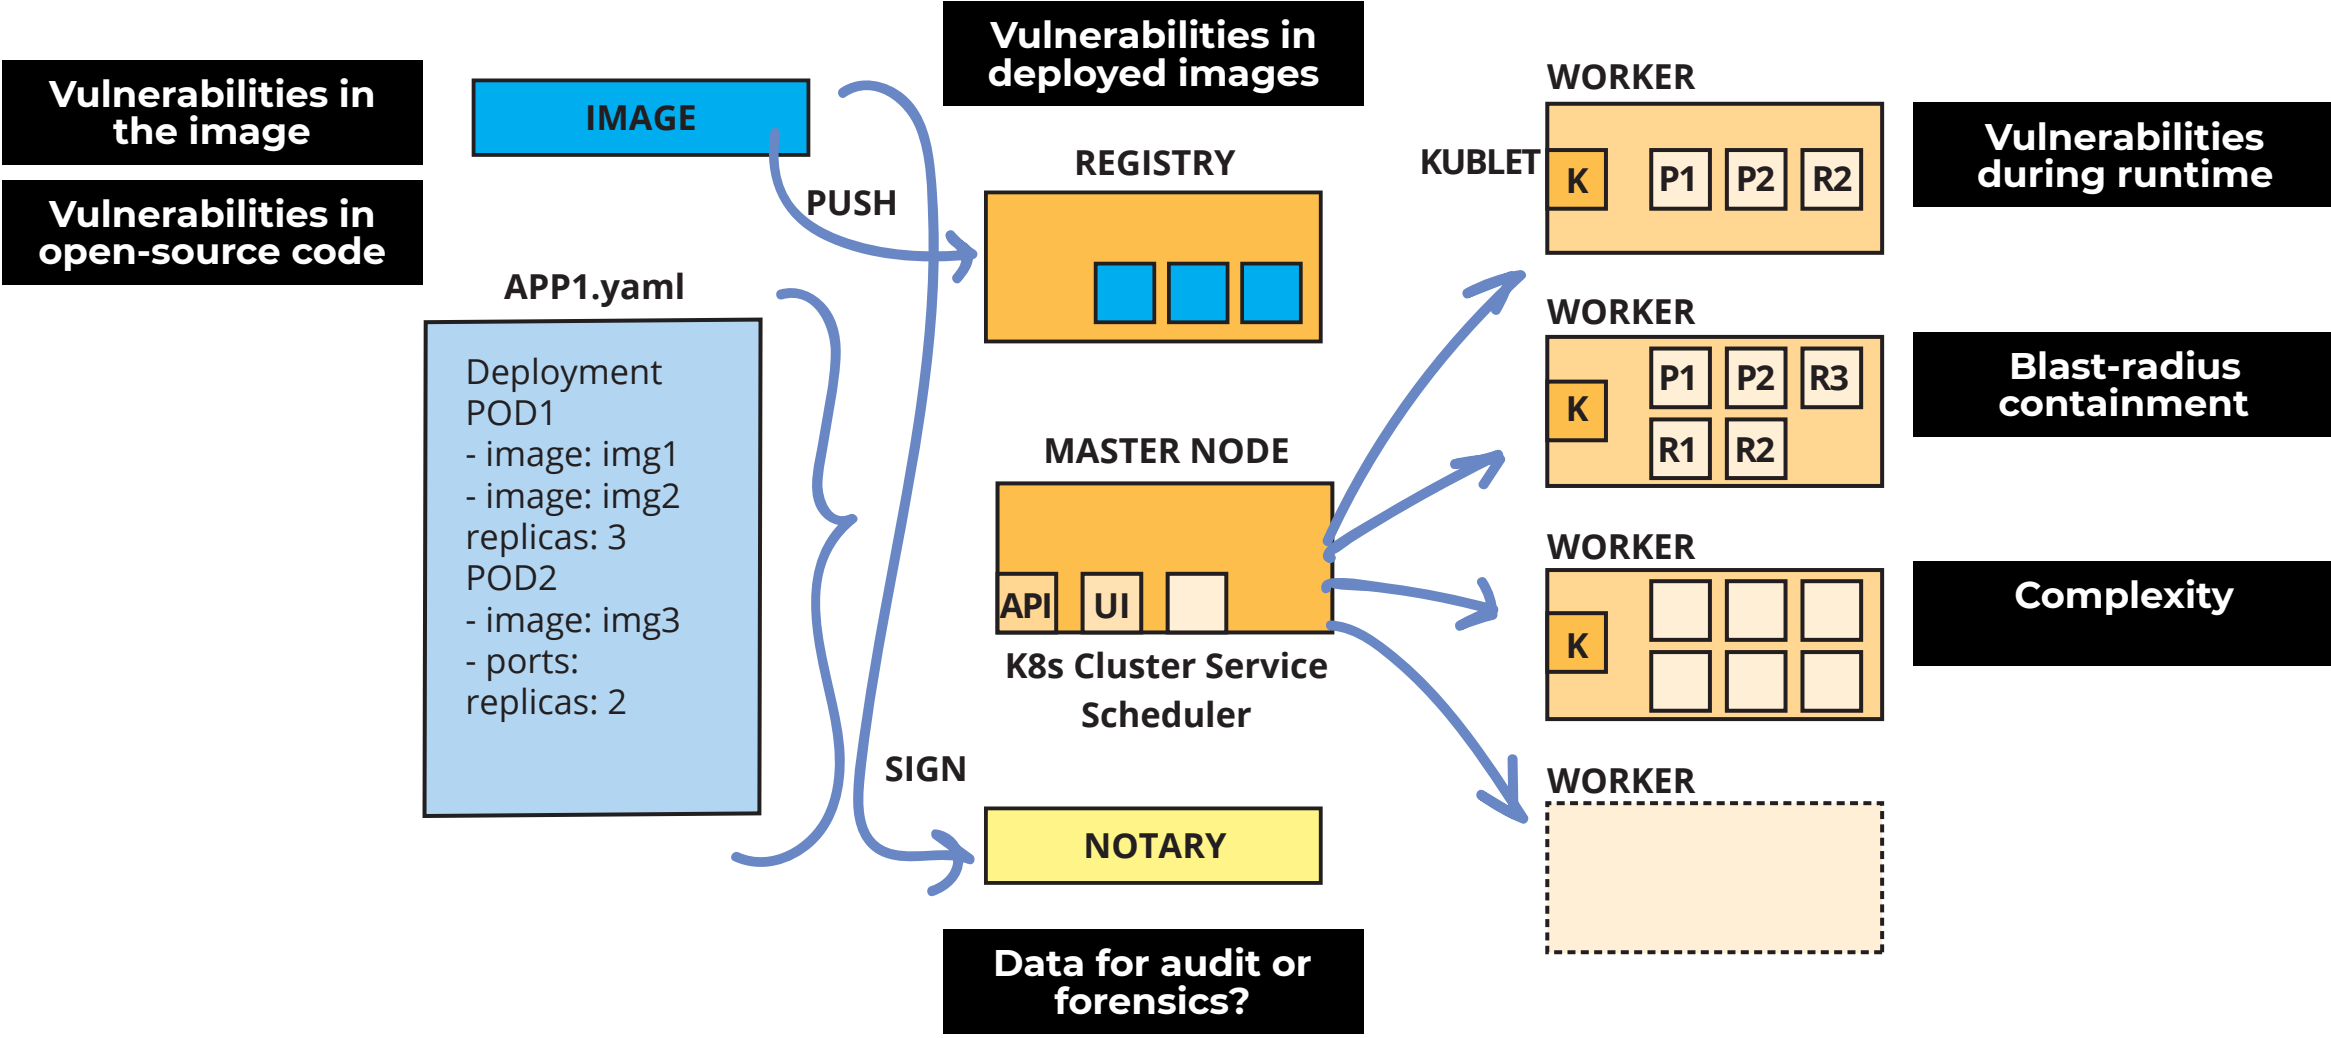 Vulnerabilities in
the image
Vulnerabilities in
open-source code
IMAGE
PUSH
APP1.yaml
Deployment
POD1
- image: img1
- image: img2
replicas: 3
POD2
- image: img3
- ports:
replicas: 2
SIGN
Vulnerabilities in
deployed images
REGISTRY
MASTER NODE
API
UI
K8s Cluster Service
Scheduler
NOTARY
Data for audit or
forensics?
WORKER
KUBLET
K P1 P2 R2
WORKER
P1 P2 R3
K
R1 R2
WORKER
K
WORKER
Vulnerabilities
during runtime
Blast-radius
containment
Complexity